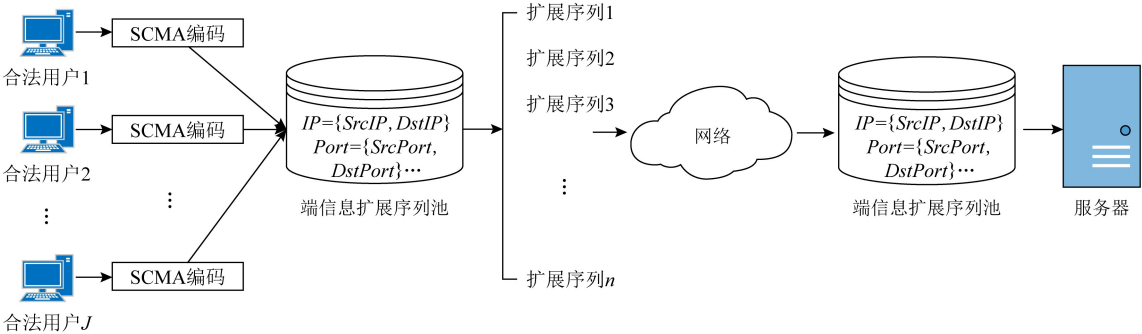 SCMA编码
合法用户1
SCMA编码
合法用户2
⋮
⋮
SCMA编码
合法用户J
IP={SrcIP, DstIP}
Port={SrcPort,
DstPort}…
端信息扩展序列池
扩展序列1
扩展序列2
扩展序列3
⋮
扩展序列n
网络
IP={SrcIP, DstIP}
Port={SrcPort,
DstPort}…
端信息扩展序列池
服务器